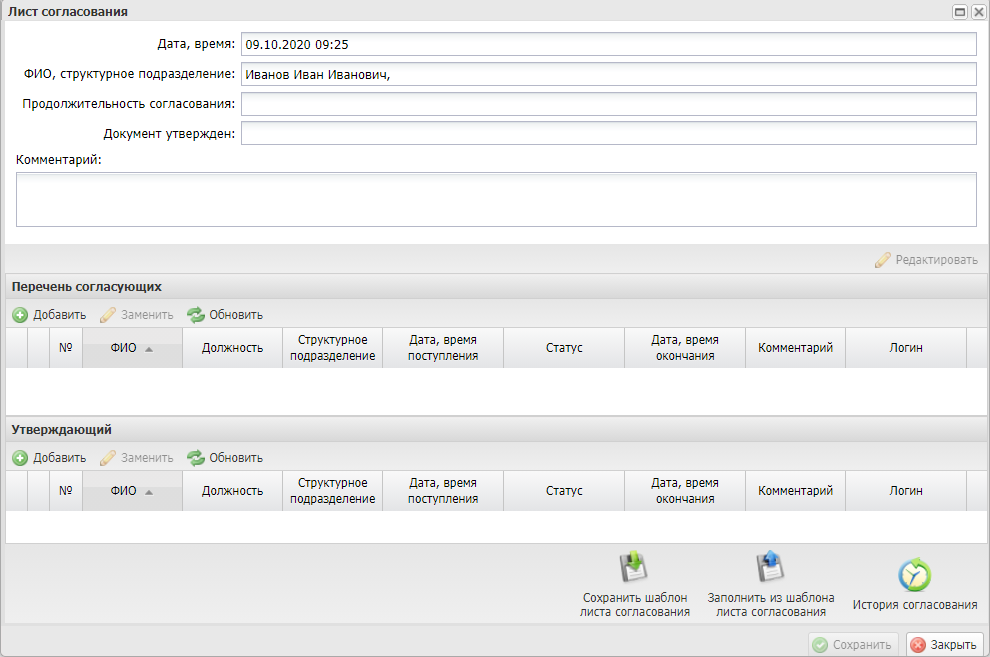 Лист согласования
Дата, время: 09.10.2020 09:25
ФИО, структурное подразделение: Иванов Иван Иванович,
Продолжительность согласования:
Документ утвержден:
Комментарий:
Редактировать
Перечень согласующих
Добавить Заменить Обновить
№ ФИО Должность Структурное подразделение Дата, время поступления Статус Дата, время окончания Комментарий Логин
Утверждающий
Добавить Заменить Обновить
№ ФИО Должность Структурное подразделение Дата, время поступления Статус Дата, время окончания Комментарий Логин
Сохранить шаблон листа согласования
Заполнить из шаблона листа согласования
История согласования
Сохранить Закрыть